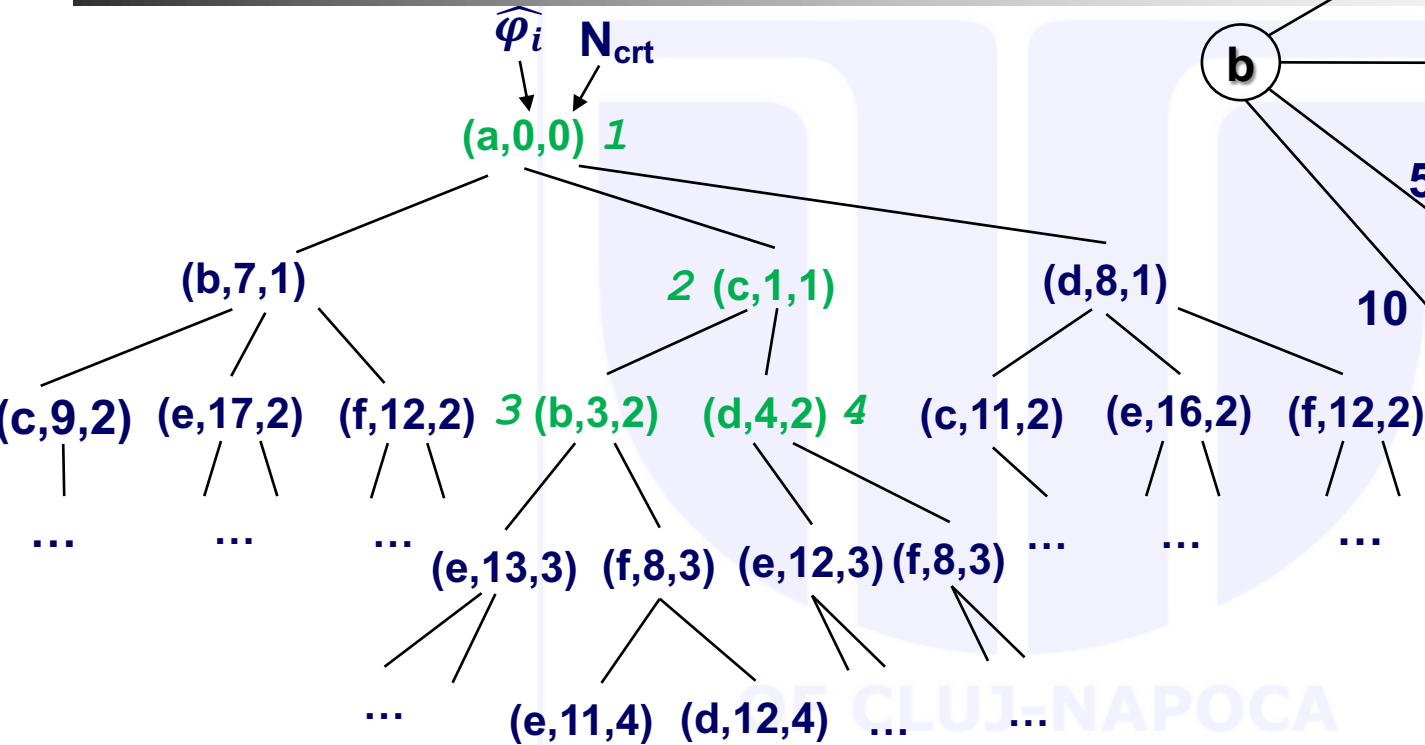 φ̂ᵢ N_crt
b
(a,0,0) 1
5
(b,7,1) 2 (c,1,1) (d,8,1)
10
(c,9,2) (e,17,2) (f,12,2) 3 (b,3,2) (d,4,2) 4 (c,11,2) (e,16,2) (f,12,2)
... ... ... ... ... ...
(e,13,3) (f,8,3) (e,12,3) (f,8,3)
... (e,11,4) (d,12,4) ... ...
OF CLUJ-NAPOCA